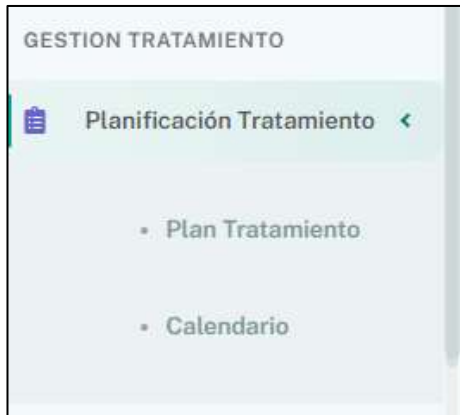 GESTION TRATAMIENTO
Planificación Tratamiento
Plan Tratamiento
Calendario